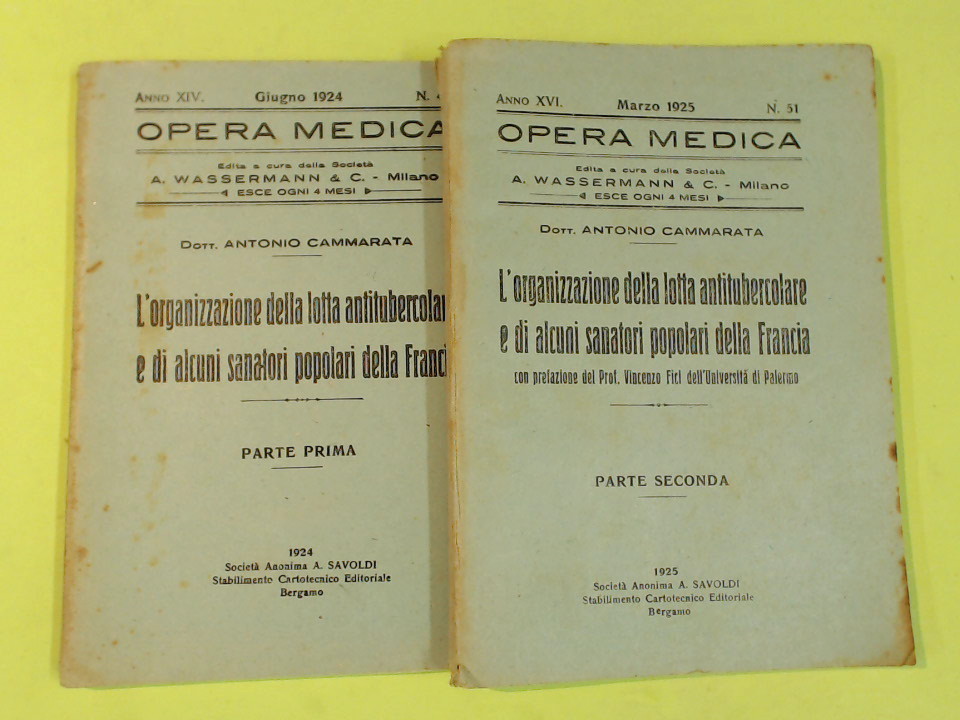 ANNO XIV. Giugno 1924 N.
OPERA MEDICA
Edita a cura della Società
A. WASSERMANN & C. - Milano
ESCE OGNI 4 MESI
DOTT. ANTONIO CAMMARATA
L'organizzazione della lotta antitubercolar
e di alcuni sanatori popolari della Franci
PARTE PRIMA
1924
Società Anonima A. SAVOLDI
Stabilimento Cartotecnico Editoriale
Bergamo
ANNO XVI. Marzo 1925 N. 51
OPERA MEDICA
Edita a cura della Società
A. WASSERMANN & C. - Milano
ESCE OGNI 4 MESI
DOTT. ANTONIO CAMMARATA
L'organizzazione della lotta antitubercolare
e di alcuni sanatori popolari della Francia
con prefazione del Prof. Vincenzo Fici dell'Università di Palermo
PARTE SECONDA
1925
Società Anonima A. SAVOLDI
Stabilimento Cartotecnico Editoriale
Bergamo